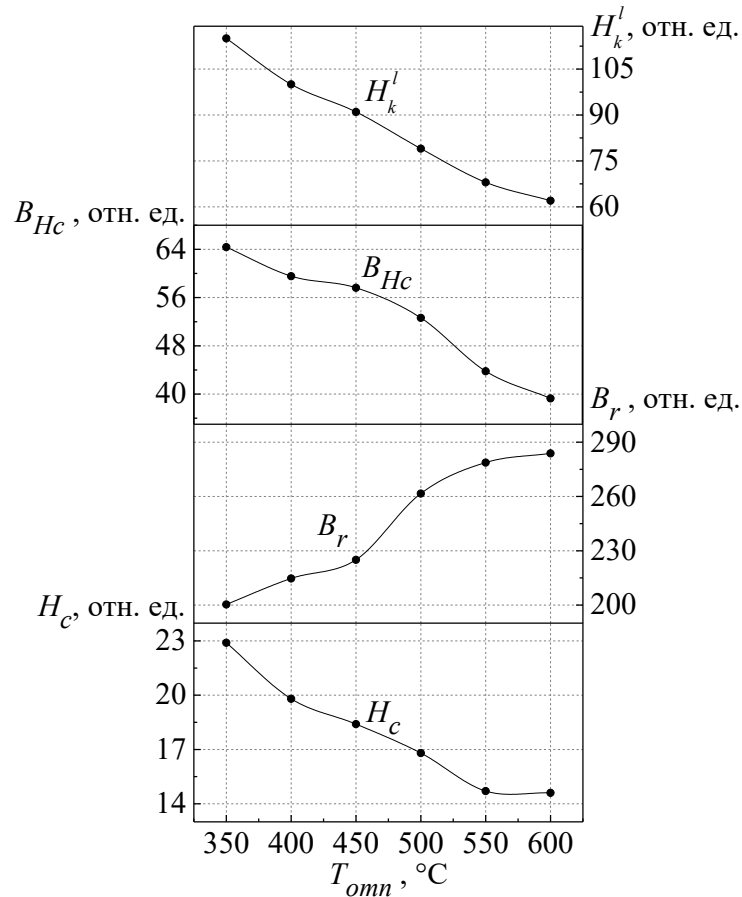 H_k^l, отн. ед.
105
90
75
60
H_k^l
B_Hc , отн. ед.
64
56
48
40
B_Hc
B_r , отн. ед.
290
260
230
200
B_r
H_c, отн. ед.
23
20
17
14
H_c
350 400 450 500 550 600
T_отп , °C